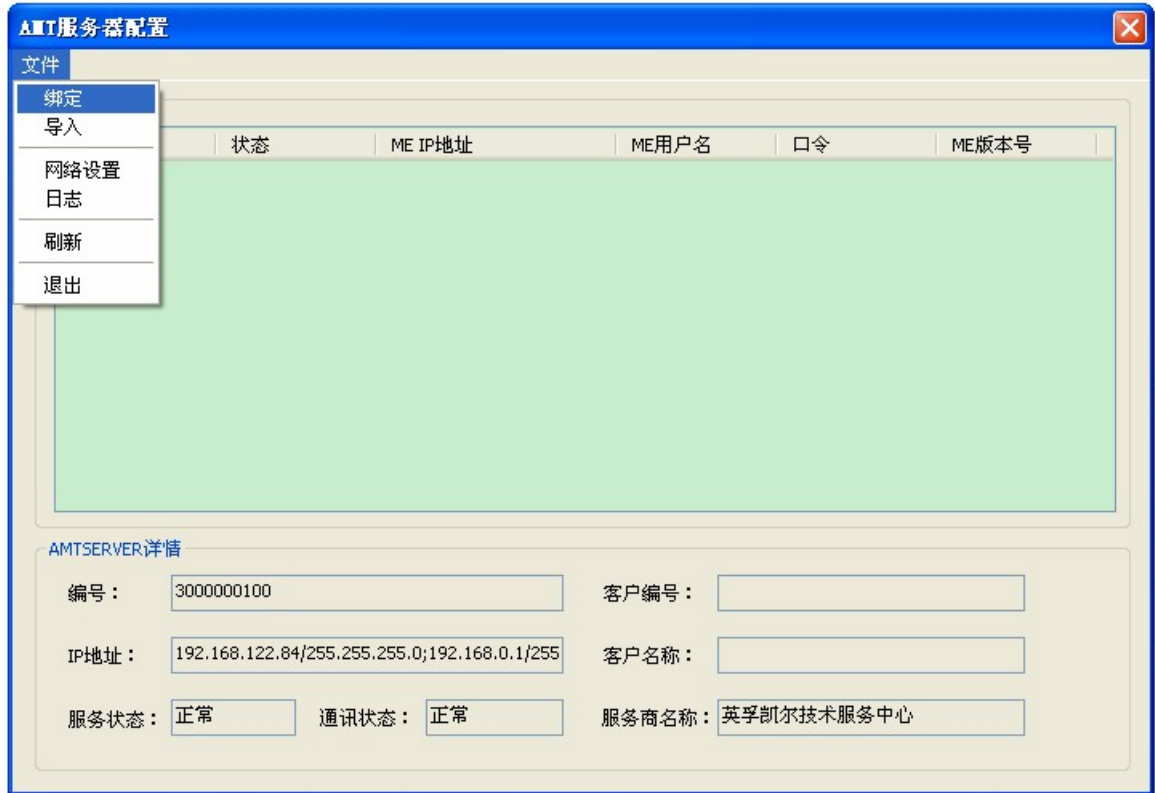 AMT服务器配置
文件
绑定
导入
网络设置
日志
刷新
退出
状态 ME IP地址 ME用户名 口令 ME版本号
AMTSERVER详情
编号： 3000000100 客户编号：
IP地址： 192.168.122.84/255.255.255.0;192.168.0.1/255 客户名称：
服务状态： 正常 通讯状态： 正常 服务商名称： 英孚凯尔技术服务中心